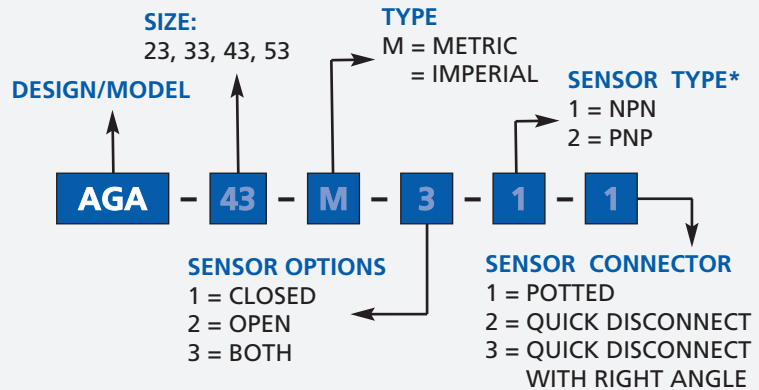 SIZE:
23, 33, 43, 53
TYPE
M = METRIC
= IMPERIAL
DESIGN/MODEL
SENSOR TYPE*
1 = NPN
2 = PNP
AGA - 43 - M - 3 - 1 - 1
SENSOR OPTIONS
1 = CLOSED
2 = OPEN
3 = BOTH
SENSOR CONNECTOR
1 = POTTED
2 = QUICK DISCONNECT
3 = QUICK DISCONNECT
WITH RIGHT ANGLE